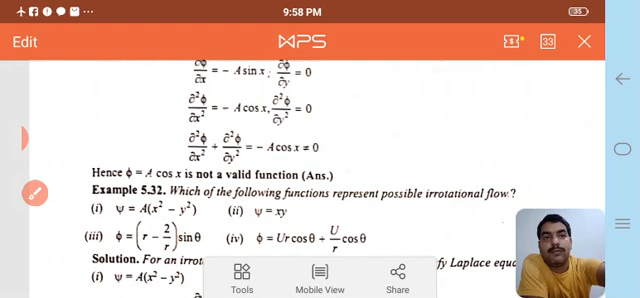 9:58 PM
35
Edit
WPS
$
33
∂ϕ/∂x = − A sin x; ∂ϕ/∂y = 0
∂²ϕ/∂x² = − A cos x, ∂²ϕ/∂y² = 0
∂²ϕ/∂x² + ∂²ϕ/∂y² = − A cos x ≠ 0
Hence ϕ = A cos x is not a valid function (Ans.)
Example 5.32. Which of the following functions represent possible irrotational flow?
(i) ψ = A(x² − y²) (ii) ψ = xy
(iii) ϕ = (r − 2/r) sin θ (iv) ϕ = Ur cos θ + U/r cos θ
Solution. For an
fy Laplace
(i) ψ = A(x² − y²)
Tools
Mobile View
Share